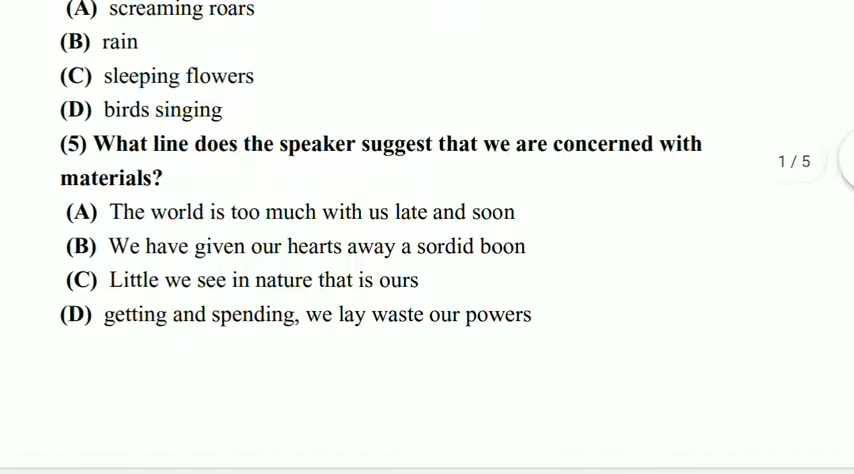 (A) screaming roars
(B) rain
(C) sleeping flowers
(D) birds singing
(5) What line does the speaker suggest that we are concerned with
materials?
1 / 5
(A) The world is too much with us late and soon
(B) We have given our hearts away a sordid boon
(C) Little we see in nature that is ours
(D) getting and spending, we lay waste our powers